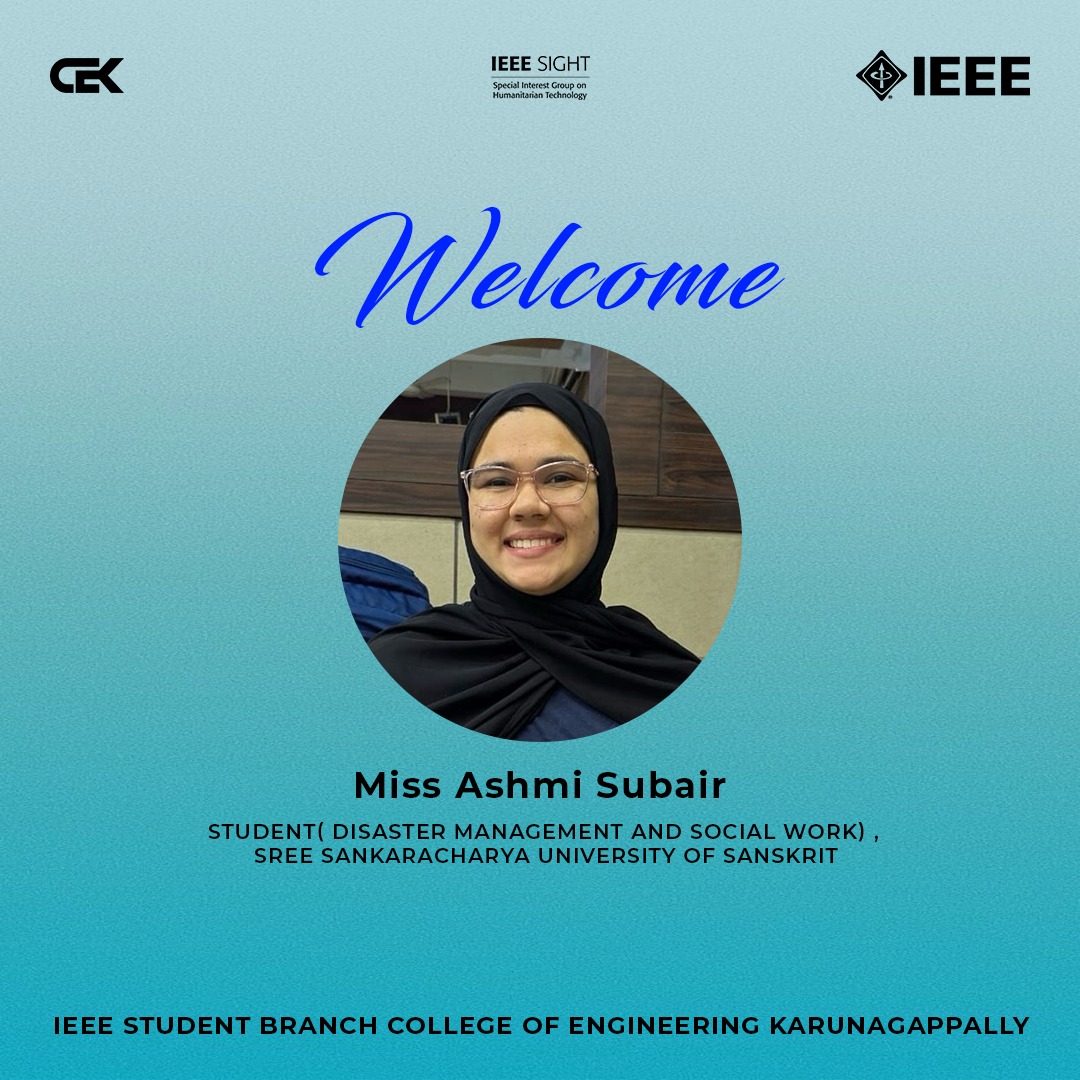 CEK
IEEE SIGHT
Special Interest Group on
Humanitarian Technology
IEEE
Welcome
Miss Ashmi Subair
STUDENT( DISASTER MANAGEMENT AND SOCIAL WORK) ,
SREE SANKARACHARYA UNIVERSITY OF SANSKRIT
IEEE STUDENT BRANCH COLLEGE OF ENGINEERING KARUNAGAPPALLY